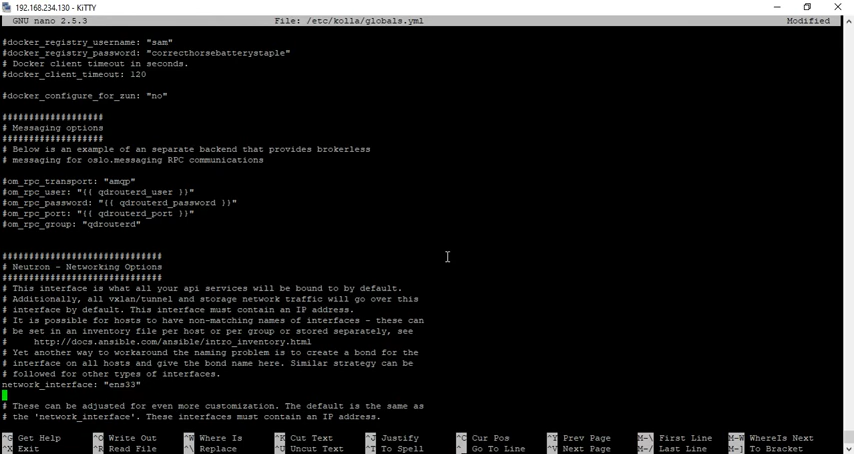 192.168.234.130 - KiTTY
GNU nano 2.5.3 File: /etc/kolla/globals.yml Modified
#docker_registry_username: "sam"
#docker_registry_password: "correcthorsebatterystaple"
# Docker client timeout in seconds.
#docker_client_timeout: 120
#docker_configure_for_zun: "no"
###################
# Messaging options
###################
# Below is an example of an separate backend that provides brokerless
# messaging for oslo.messaging RPC communications
#om_rpc_transport: "amqp"
#om_rpc_user: "{{ qdrouterd_user }}"
#om_rpc_password: "{{ qdrouterd_password }}"
#om_rpc_port: "{{ qdrouterd_port }}"
#om_rpc_group: "qdrouterd"
##############################
# Neutron - Networking Options
##############################
# This interface is what all your api services will be bound to by default.
# Additionally, all vxlan/tunnel and storage network traffic will go over this
# interface by default. This interface must contain an IP address.
# It is possible for hosts to have non-matching names of interfaces - these can
# be set in an inventory file per host or per group or stored separately, see
#     http://docs.ansible.com/ansible/intro_inventory.html
# Yet another way to workaround the naming problem is to create a bond for the
# interface on all hosts and give the bond name here. Similar strategy can be
# followed for other types of interfaces.
network_interface: "ens33"
# These can be adjusted for even more customization. The default is the same as
# the 'network_interface'. These interfaces must contain an IP address.
^G Get Help ^O Write Out ^W Where Is ^K Cut Text ^J Justify ^C Cur Pos ^Y Prev Page M-\ First Line M-W WhereIs Next
^X Exit ^R Read File ^\ Replace ^U Uncut Text ^T To Spell ^_ Go To Line ^V Next Page M-/ Last Line M-] To Bracket